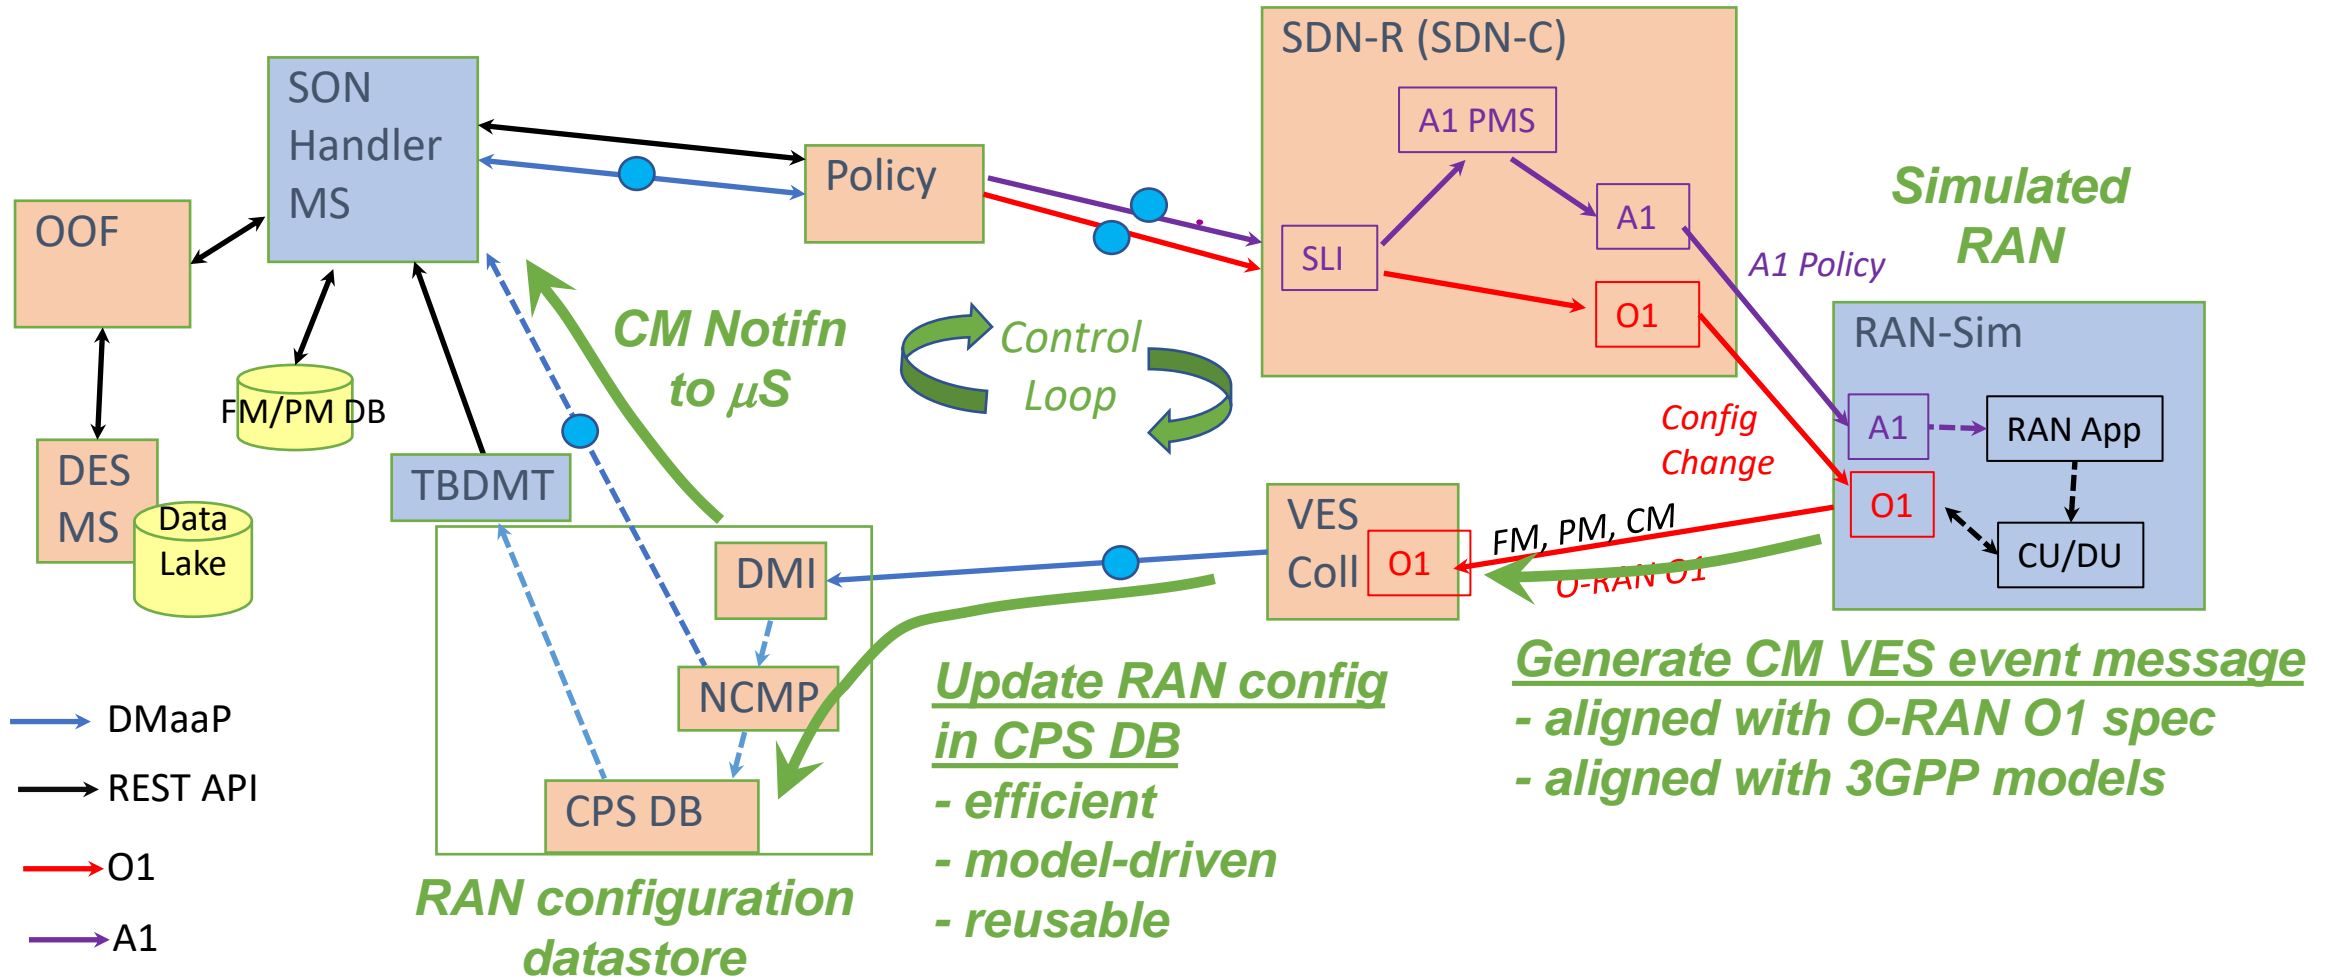 SDN-R (SDN-C)
SON
Handler
MS
A1 PMS
Policy
Simulated
RAN
OOF
A1
SLI
A1 Policy
CM Notifn
to μS
Control
Loop
O1
RAN-Sim
FM/PM DB
Config
Change
A1
RAN App
DES
MS
TBDMT
Data
Lake
VES
Coll
O1
FM, PM, CM
O-RAN O1
O1
CU/DU
DMI
NCMP
CPS DB
Update RAN config
in CPS DB
- efficient
- model-driven
- reusable
Generate CM VES event message
- aligned with O-RAN O1 spec
- aligned with 3GPP models
DMaaP
REST API
O1
A1
RAN configuration
datastore